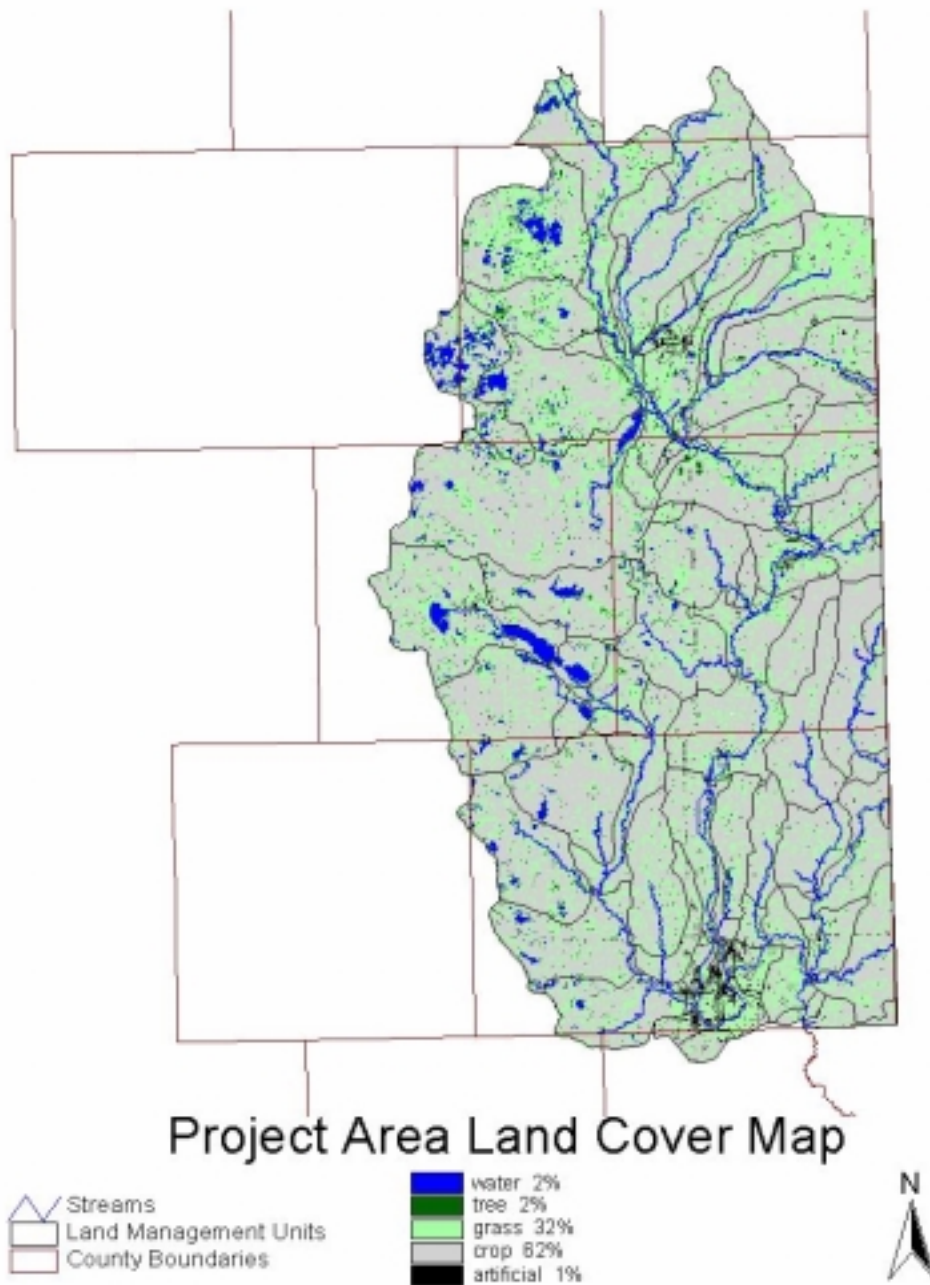 Project Area Land Cover Map
Streams
Land Management Units
County Boundaries
water 2%
tree 2%
grass 32%
crop 62%
artificial 1%
N